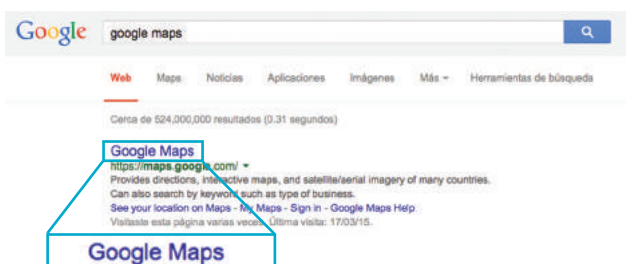 Google google maps
Web Maps Noticias Aplicaciones Imágenes Más Herramientas de búsqueda
Cerca de 524,000,000 resultados (0.31 segundos)
Google Maps
https://maps.google.com/
Provides directions, interactive maps, and satellite/aerial imagery of many countries.
Can also search by keyword such as type of business.
See your location on Maps - My Maps - Sign in - Google Maps Help
Visitaste esta página varias veces. Última visita: 17/03/15.
Google Maps